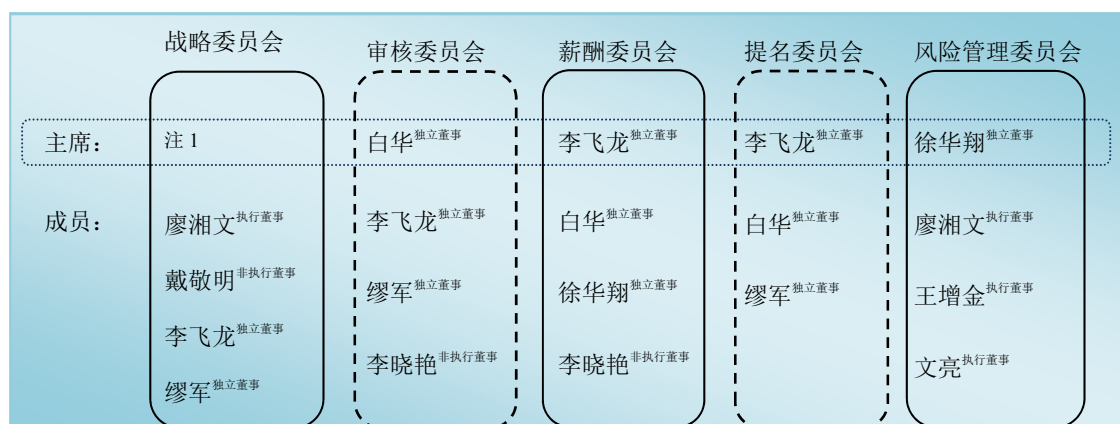 战略委员会 审核委员会 薪酬委员会 提名委员会 风险管理委员会
主席： 注 1 白华独立董事 李飞龙独立董事 李飞龙独立董事 徐华翔独立董事
成员： 廖湘文执行董事 李飞龙独立董事 白华独立董事 白华独立董事 廖湘文执行董事
戴敬明非执行董事 缪军独立董事 徐华翔独立董事 缪军独立董事 王增金执行董事
李飞龙独立董事 李晓艳非执行董事 李晓艳非执行董事 文亮执行董事
缪军独立董事